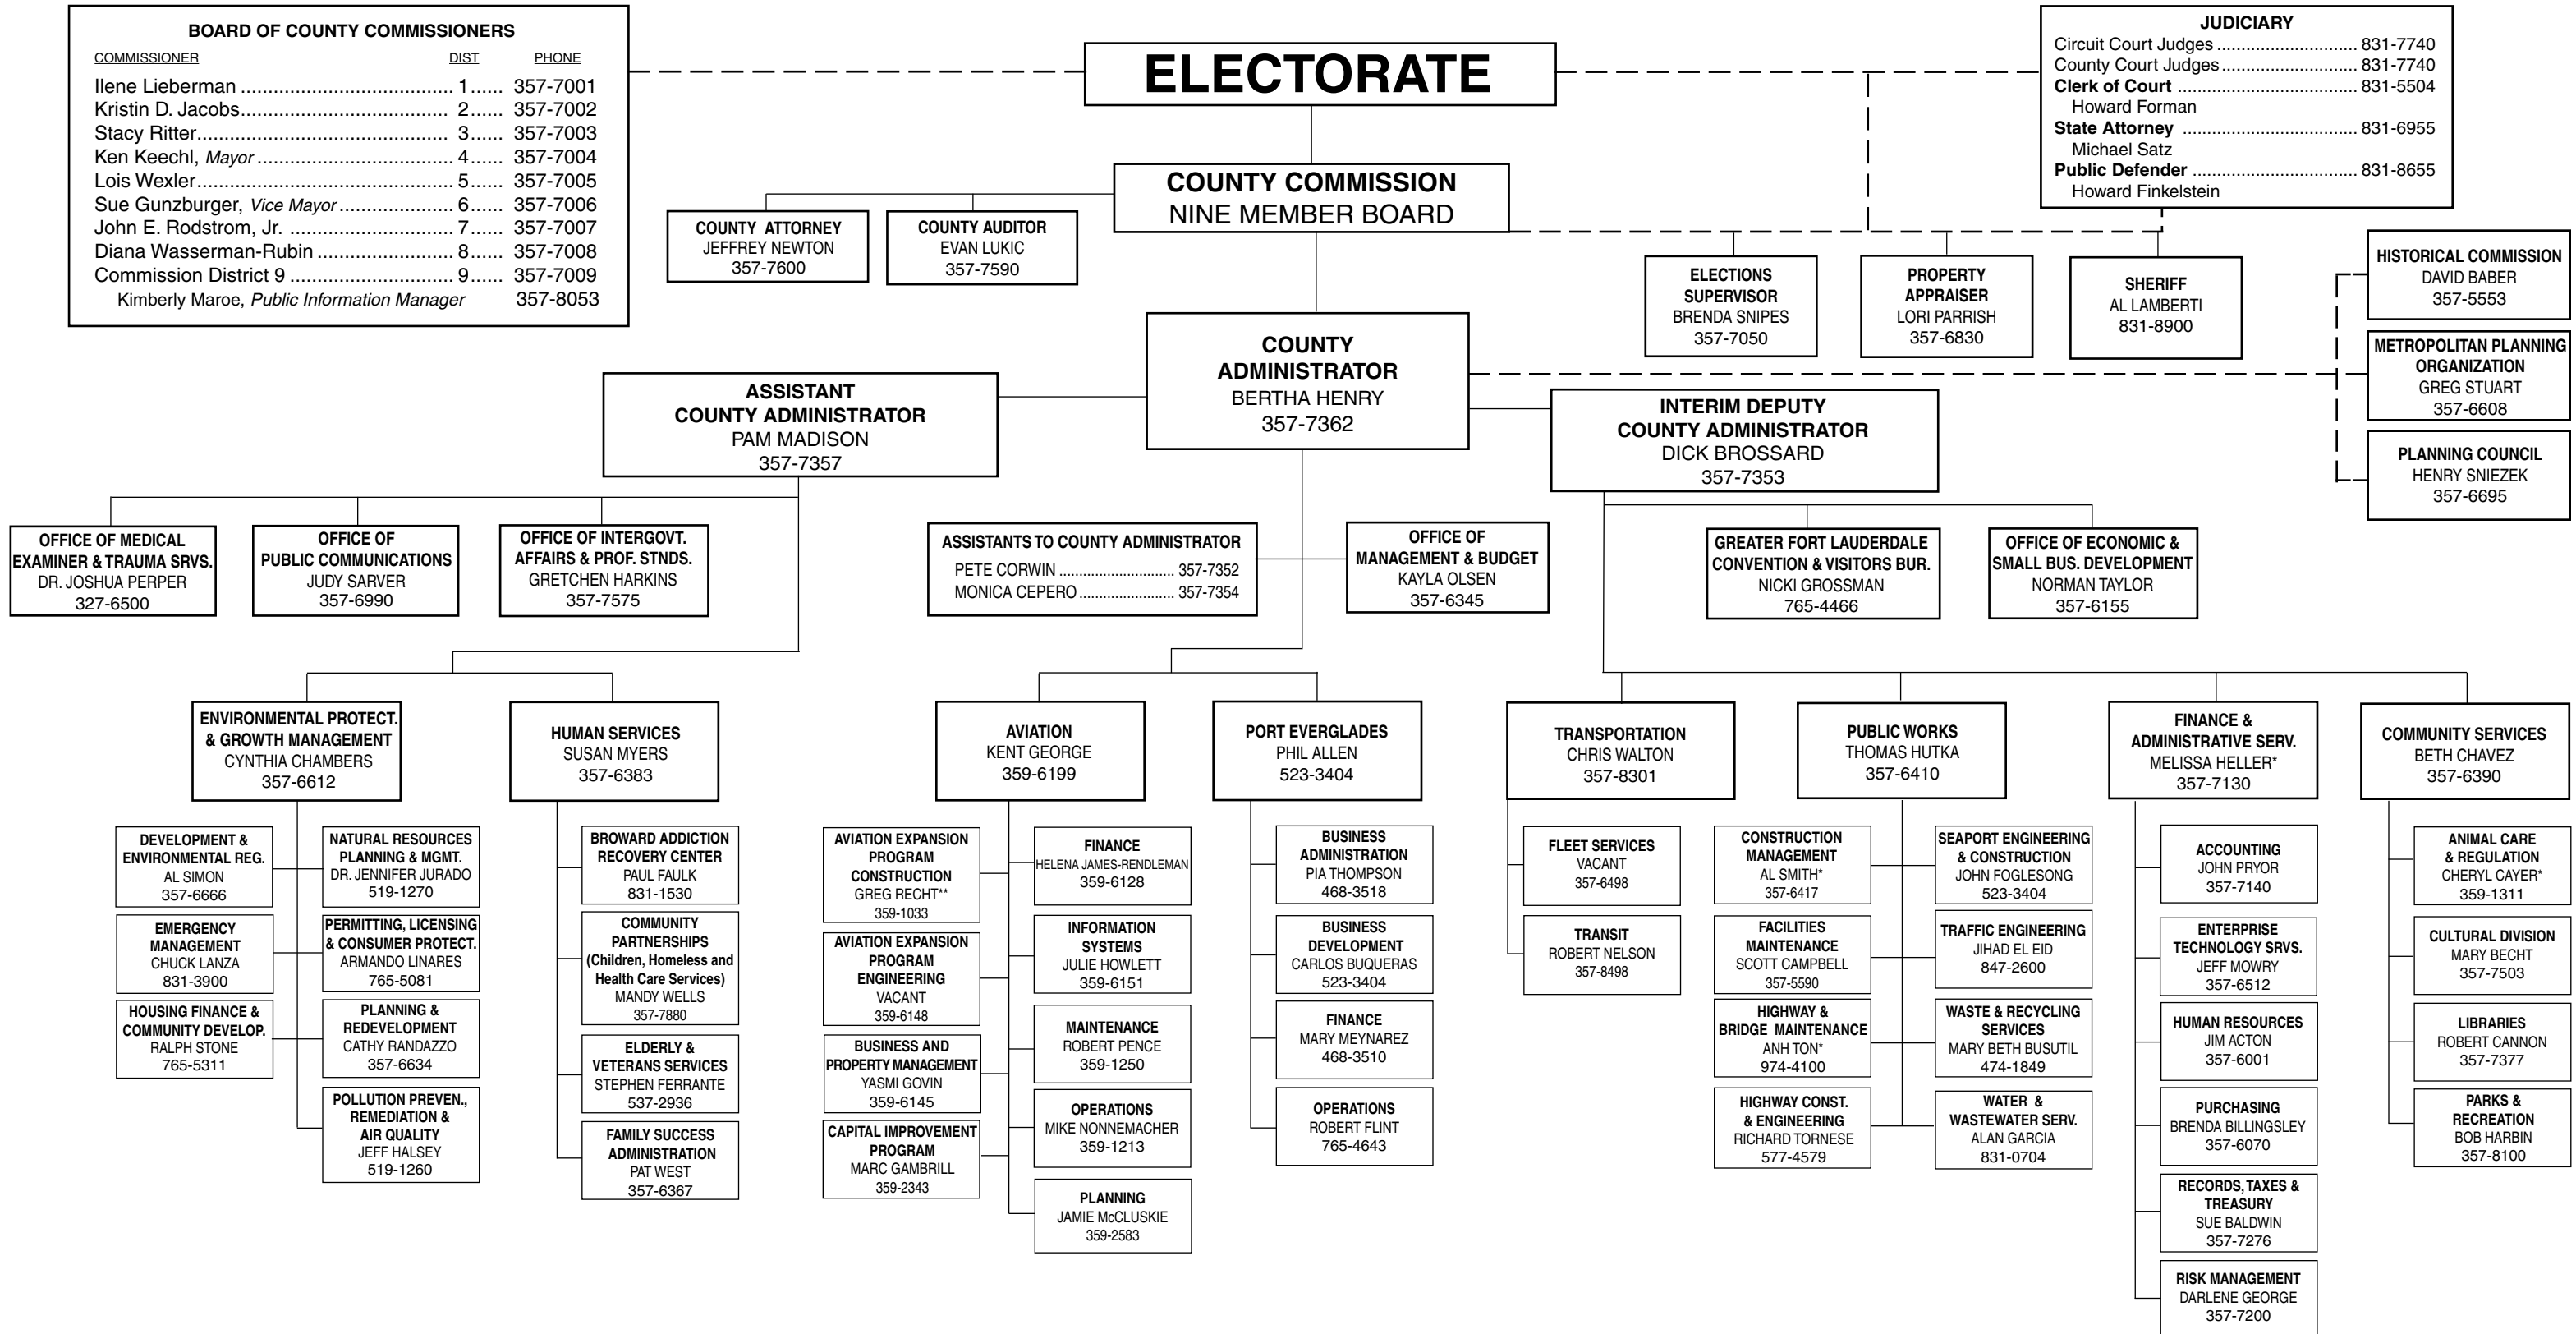 BOARD OF COUNTY COMMISSIONERS
COMMISSIONER DIST PHONE
Ilene Lieberman ....................................... 1...... 357-7001
Kristin D. Jacobs...................................... 2...... 357-7002
Stacy Ritter............................................... 3...... 357-7003
Ken Keechl, Mayor .................................... 4...... 357-7004
Lois Wexler............................................... 5...... 357-7005
Sue Gunzburger, Vice Mayor ..................... 6...... 357-7006
John E. Rodstrom, Jr. .............................. 7...... 357-7007
Diana Wasserman-Rubin ......................... 8...... 357-7008
Commission District 9 .............................. 9...... 357-7009
Kimberly Maroe, Public Information Manager 357-8053
ELECTORATE
JUDICIARY
Circuit Court Judges ............................ 831-7740
County Court Judges ........................... 831-7740
Clerk of Court .................................... 831-5504
Howard Forman
State Attorney ................................... 831-6955
Michael Satz
Public Defender ................................. 831-8655
Howard Finkelstein
COUNTY COMMISSION
NINE MEMBER BOARD
COUNTY ATTORNEY
JEFFREY NEWTON
357-7600
COUNTY AUDITOR
EVAN LUKIC
357-7590
ELECTIONS
SUPERVISOR
BRENDA SNIPES
357-7050
PROPERTY
APPRAISER
LORI PARRISH
357-6830
SHERIFF
AL LAMBERTI
831-8900
HISTORICAL COMMISSION
DAVID BABER
357-5553
METROPOLITAN PLANNING
ORGANIZATION
GREG STUART
357-6608
PLANNING COUNCIL
HENRY SNIEZEK
357-6695
COUNTY
ADMINISTRATOR
BERTHA HENRY
357-7362
ASSISTANT
COUNTY ADMINISTRATOR
PAM MADISON
357-7357
INTERIM DEPUTY
COUNTY ADMINISTRATOR
DICK BROSSARD
357-7353
OFFICE OF MEDICAL
EXAMINER & TRAUMA SRVS.
DR. JOSHUA PERPER
327-6500
OFFICE OF
PUBLIC COMMUNICATIONS
JUDY SARVER
357-6990
OFFICE OF INTERGOVT.
AFFAIRS & PROF. STNDS.
GRETCHEN HARKINS
357-7575
ASSISTANTS TO COUNTY ADMINISTRATOR
PETE CORWIN ............................ 357-7352
MONICA CEPERO ....................... 357-7354
OFFICE OF
MANAGEMENT & BUDGET
KAYLA OLSEN
357-6345
GREATER FORT LAUDERDALE
CONVENTION & VISITORS BUR.
NICKI GROSSMAN
765-4466
OFFICE OF ECONOMIC &
SMALL BUS. DEVELOPMENT
NORMAN TAYLOR
357-6155
ENVIRONMENTAL PROTECT.
& GROWTH MANAGEMENT
CYNTHIA CHAMBERS
357-6612
HUMAN SERVICES
SUSAN MYERS
357-6383
AVIATION
KENT GEORGE
359-6199
PORT EVERGLADES
PHIL ALLEN
523-3404
TRANSPORTATION
CHRIS WALTON
357-8301
PUBLIC WORKS
THOMAS HUTKA
357-6410
FINANCE &
ADMINISTRATIVE SERV.
MELISSA HELLER*
357-7130
COMMUNITY SERVICES
BETH CHAVEZ
357-6390
DEVELOPMENT &
ENVIRONMENTAL REG.
AL SIMON
357-6666
EMERGENCY
MANAGEMENT
CHUCK LANZA
831-3900
HOUSING FINANCE &
COMMUNITY DEVELOP.
RALPH STONE
765-5311
NATURAL RESOURCES
PLANNING & MGMT.
DR. JENNIFER JURADO
519-1270
PERMITTING, LICENSING
& CONSUMER PROTECT.
ARMANDO LINARES
765-5081
PLANNING &
REDEVELOPMENT
CATHY RANDAZZO
357-6634
POLLUTION PREVEN.,
REMEDIATION &
AIR QUALITY
JEFF HALSEY
519-1260
BROWARD ADDICTION
RECOVERY CENTER
PAUL FAULK
831-1530
COMMUNITY
PARTNERSHIPS
(Children, Homeless and
Health Care Services)
MANDY WELLS
357-7880
ELDERLY &
VETERANS SERVICES
STEPHEN FERRANTE
537-2936
FAMILY SUCCESS
ADMINISTRATION
PAT WEST
357-6367
AVIATION EXPANSION
PROGRAM
CONSTRUCTION
GREG RECHT**
359-1033
AVIATION EXPANSION
PROGRAM
ENGINEERING
VACANT
359-6148
BUSINESS AND
PROPERTY MANAGEMENT
YASMI GOVIN
359-6145
CAPITAL IMPROVEMENT
PROGRAM
MARC GAMBRILL
359-2343
FINANCE
HELENA JAMES-RENDLEMAN
359-6128
INFORMATION
SYSTEMS
JULIE HOWLETT
359-6151
MAINTENANCE
ROBERT PENCE
359-1250
OPERATIONS
MIKE NONNEMACHER
359-1213
PLANNING
JAMIE McCLUSKIE
359-2583
BUSINESS
ADMINISTRATION
PIA THOMPSON
468-3518
BUSINESS
DEVELOPMENT
CARLOS BUQUERAS
523-3404
FINANCE
MARY MEYNAREZ
468-3510
OPERATIONS
ROBERT FLINT
765-4643
FLEET SERVICES
VACANT
357-6498
TRANSIT
ROBERT NELSON
357-8498
CONSTRUCTION
MANAGEMENT
AL SMITH*
357-6417
FACILITIES
MAINTENANCE
SCOTT CAMPBELL
357-5590
HIGHWAY &
BRIDGE MAINTENANCE
ANH TON*
974-4100
HIGHWAY CONST.
& ENGINEERING
RICHARD TORNESE
577-4579
SEAPORT ENGINEERING
& CONSTRUCTION
JOHN FOGLESONG
523-3404
TRAFFIC ENGINEERING
JIHAD EL EID
847-2600
WASTE & RECYCLING
SERVICES
MARY BETH BUSUTIL
474-1849
WATER &
WASTEWATER SERV.
ALAN GARCIA
831-0704
ACCOUNTING
JOHN PRYOR
357-7140
ENTERPRISE
TECHNOLOGY SRVS.
JEFF MOWRY
357-6512
HUMAN RESOURCES
JIM ACTON
357-6001
PURCHASING
BRENDA BILLINGSLEY
357-6070
RECORDS, TAXES &
TREASURY
SUE BALDWIN
357-7276
RISK MANAGEMENT
DARLENE GEORGE
357-7200
ANIMAL CARE
& REGULATION
CHERYL CAYER*
359-1311
CULTURAL DIVISION
MARY BECHT
357-7503
LIBRARIES
ROBERT CANNON
357-7377
PARKS &
RECREATION
BOB HARBIN
357-8100